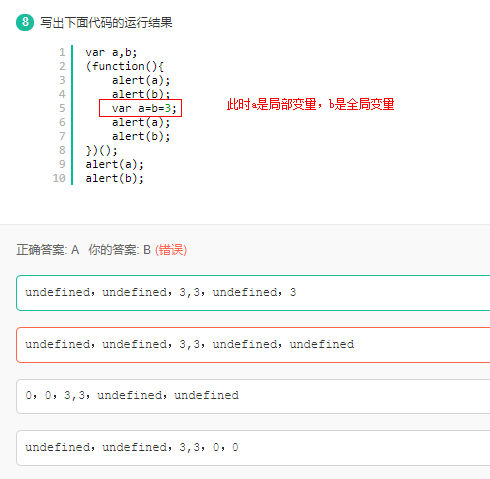 8 写出下面代码的运行结果
1 var a,b;
2 (function(){
3 alert(a);
4 alert(b);
5 var a=b=3; 此时a是局部变量，b是全局变量
6 alert(a);
7 alert(b);
8 })();
9 alert(a);
10 alert(b);
正确答案: A 你的答案: B (错误)
undefined，undefined，3,3，undefined，3
undefined，undefined，3,3，undefined，undefined
0，0，3,3，undefined，undefined
undefined，undefined，3,3，0，0